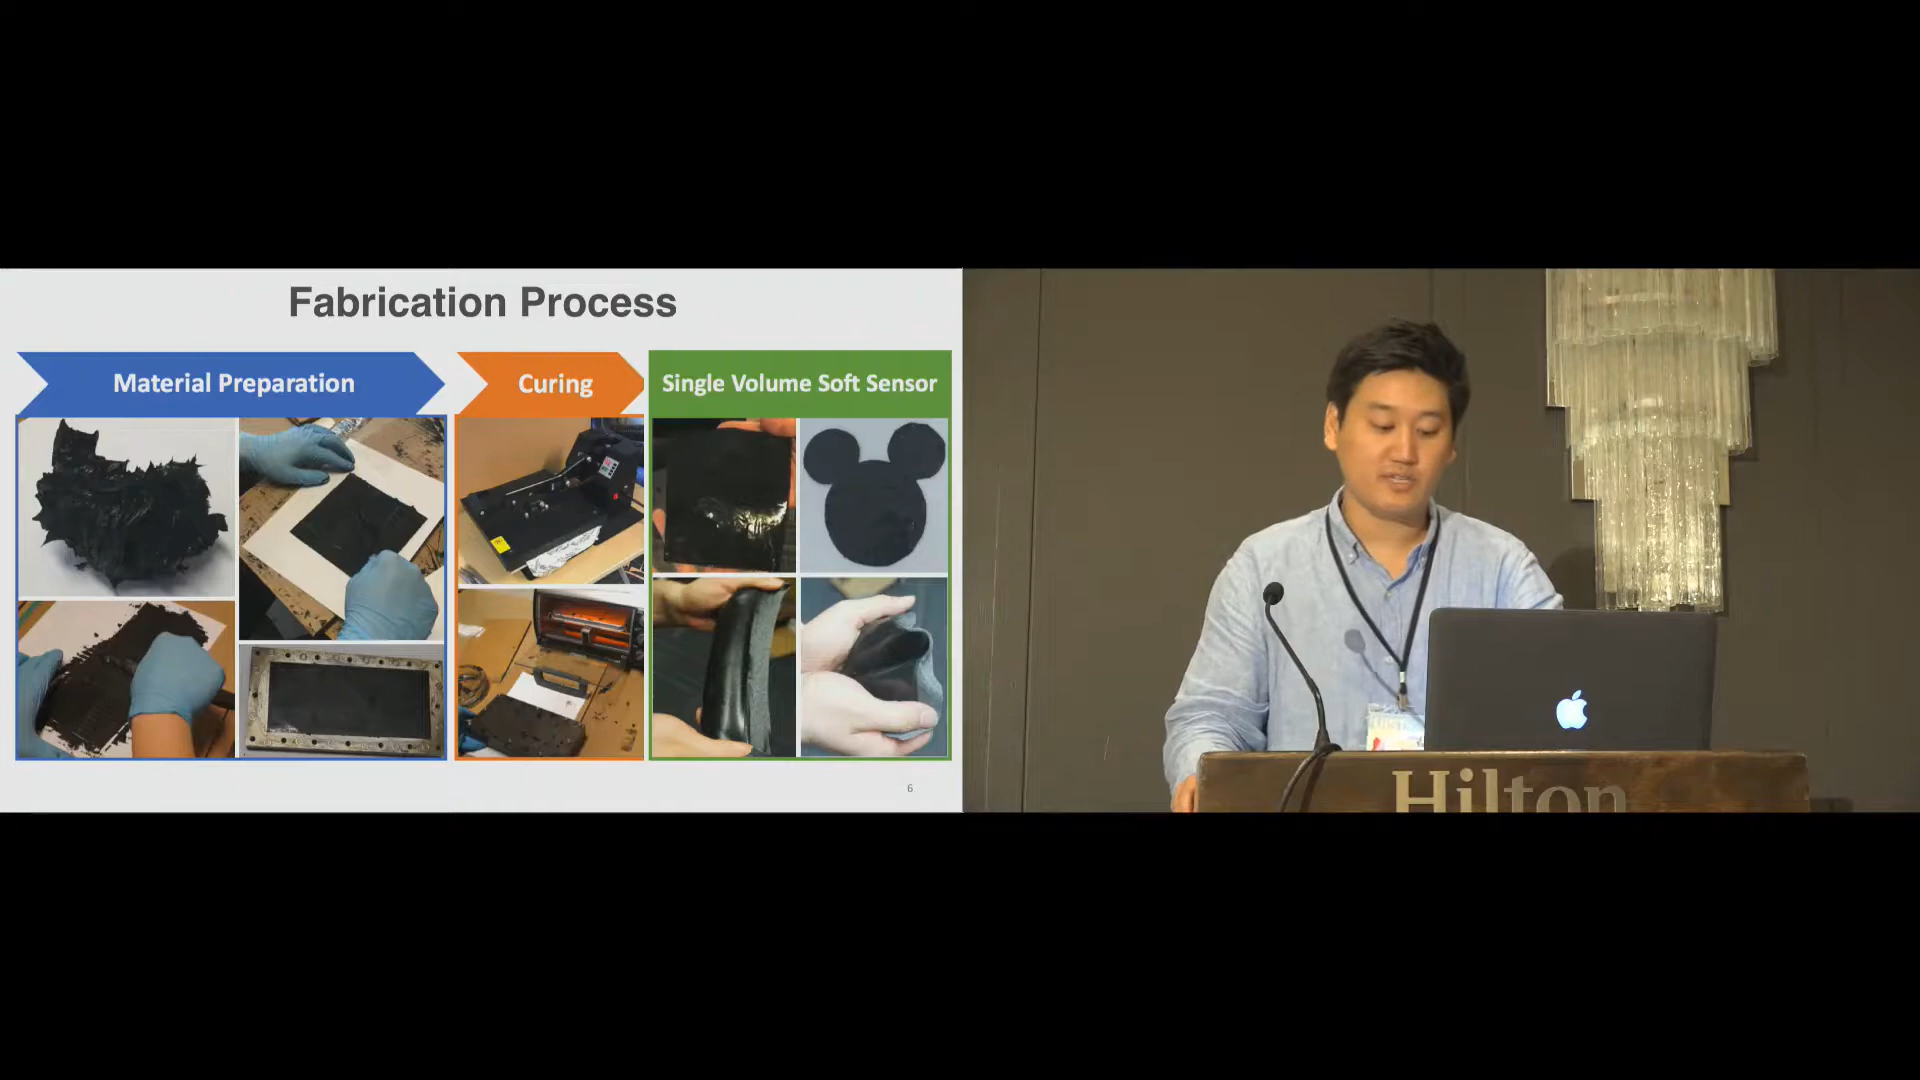 Fabrication Process
Material Preparation
Curing
Single Volume Soft Sensor
6
Hilton